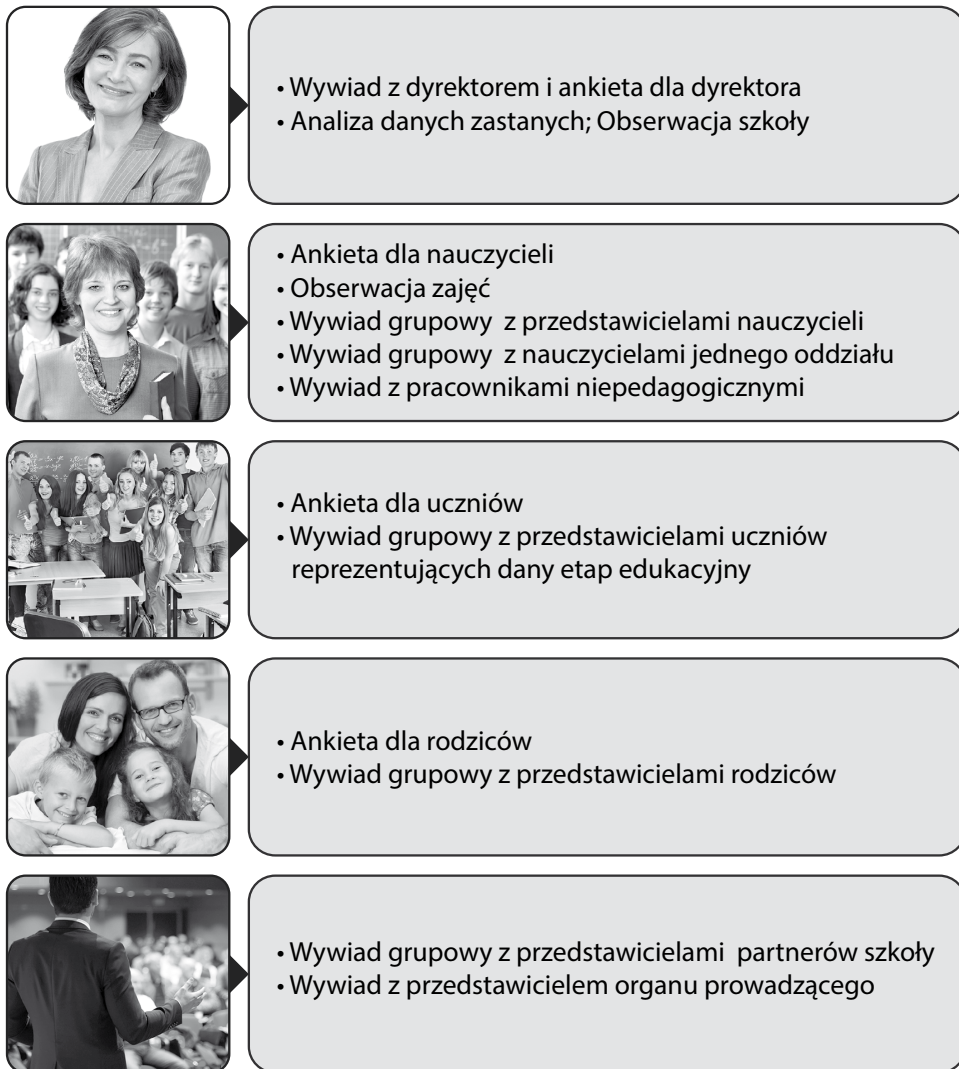 • Wywiad z dyrektorem i ankieta dla dyrektora
• Analiza danych zastanych; Obserwacja szkoły
• Ankieta dla nauczycieli
• Obserwacja zajęć
• Wywiad grupowy  z przedstawicielami nauczycieli
• Wywiad grupowy  z nauczycielami jednego oddziału
• Wywiad z pracownikami niepedagogicznymi
• Ankieta dla uczniów
• Wywiad grupowy z przedstawicielami uczniów
reprezentujących dany etap edukacyjny
• Ankieta dla rodziców
• Wywiad grupowy z przedstawicielami rodziców
• Wywiad grupowy z przedstawicielami  partnerów szkoły
• Wywiad z przedstawicielem organu prowadzącego